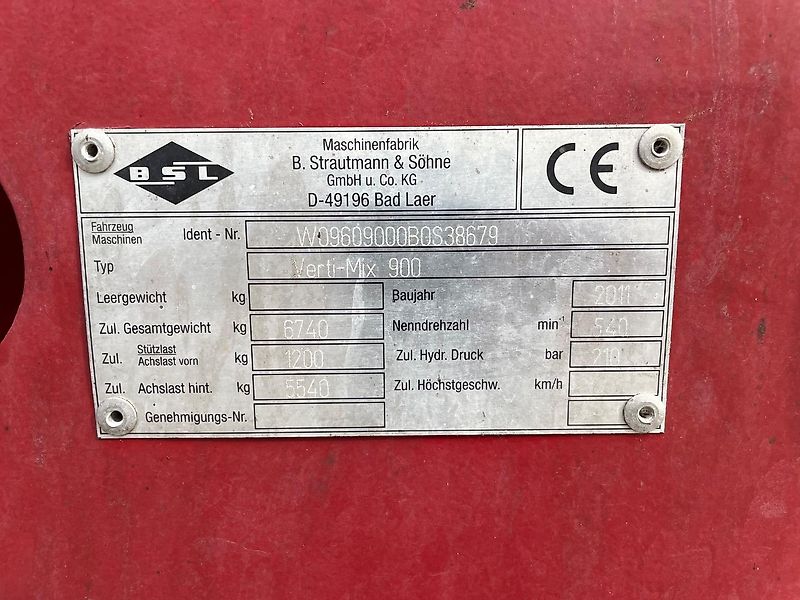 BSL
Maschinenfabrik
B. Strautmann & Söhne
GmbH u. Co. KG
D-49196 Bad Laer
CE
Fahrzeug
Maschinen
Ident - Nr. W09609000B0S38679
Typ Verti-Mix 900
Leergewicht kg
Baujahr 2011
Zul. Gesamtgewicht kg 6740
Nenndrehzahl min-1 540
Zul. Stützlast
Achslast vorn kg 1200
Zul. Hydr. Druck bar 210
Zul. Achslast hint. kg 5540
Zul. Höchstgeschw. km/h
Genehmigungs-Nr.